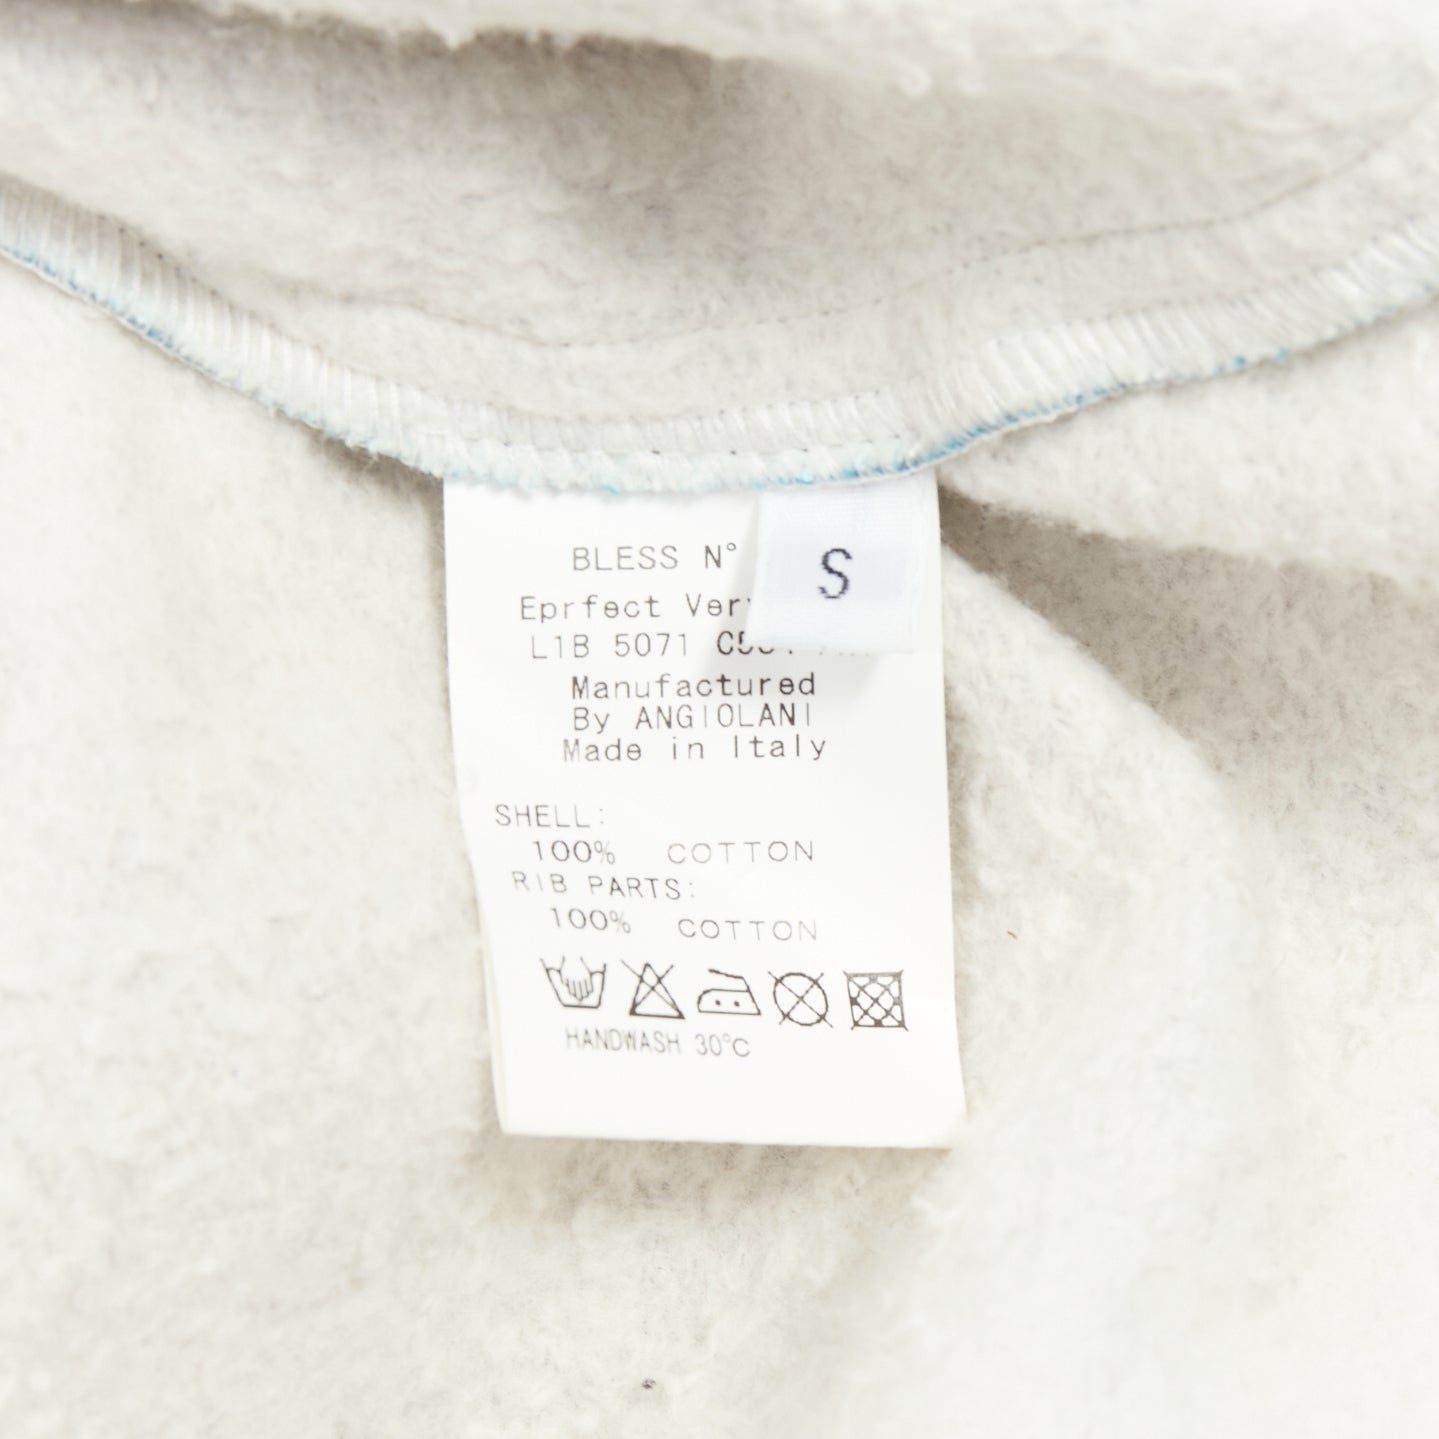 BLESS N°
S
Eprfect
L1B 5071
Manufactured
By ANGIOLANI
Made in Italy
SHELL:
100% COTTON
RIB PARTS:
100% COTTON
HANDWASH 30°C